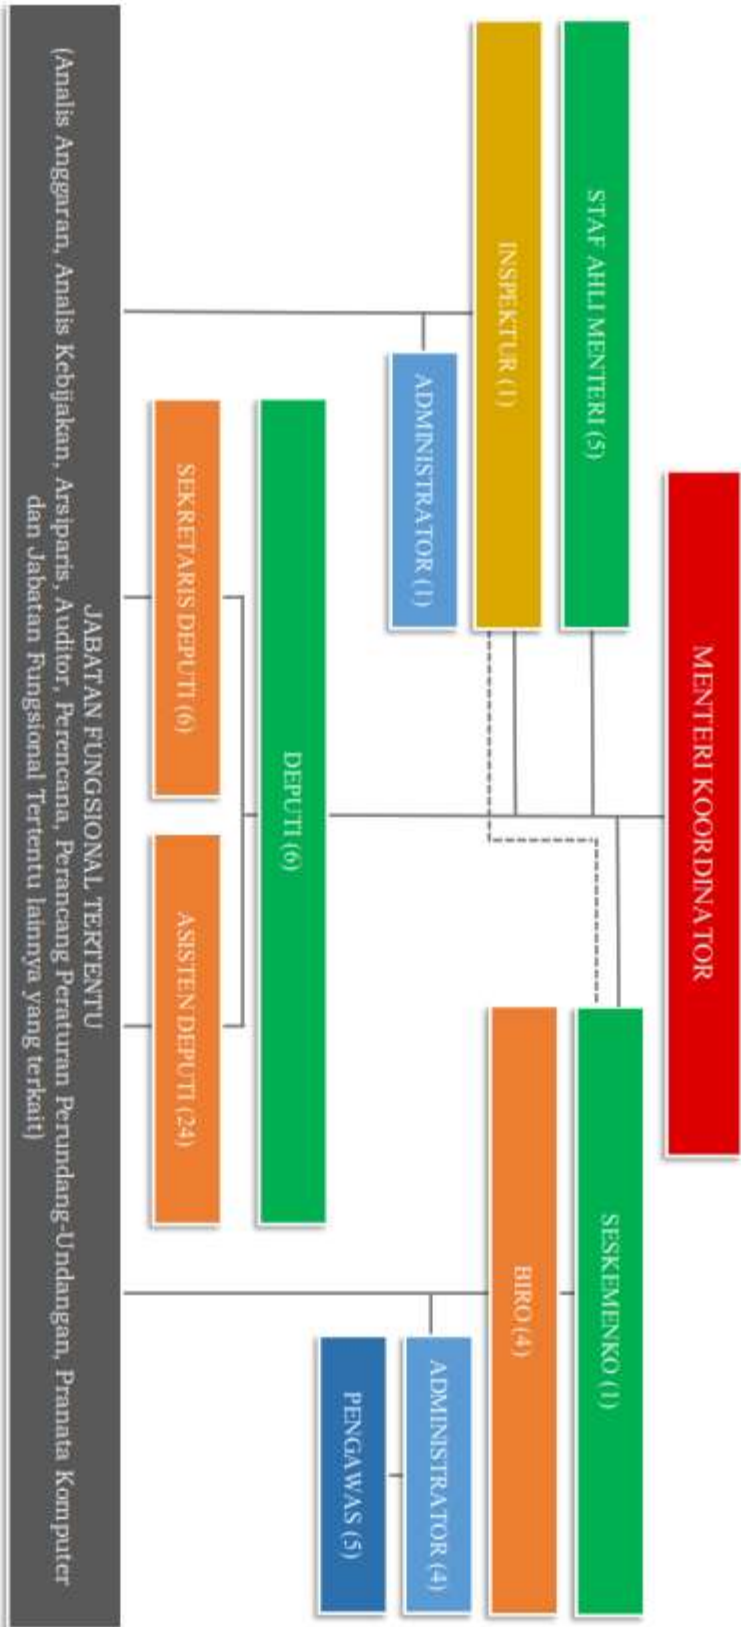 MENTERI KOORDINATOR
STAF AHLI MENTERI (5)
SESKEMENKO (1)
INSPEKTUR (1)
BIRO (4)
ADMINISTRATOR (1)
ADMINISTRATOR (4)
PENGAWAS (5)
DEPUTI (6)
SEKRETARIS DEPUTI (6)
ASISTEN DEPUTI (24)
JABATAN FUNGSIONAL TERTENTU
(Analis Anggaran, Analis Kebijakan, Arsiparis, Auditor, Perencana, Perancang Peraturan Perundang-Undangan, Pranata Komputer
dan Jabatan Fungsional Tertentu lainnya yang terkait)